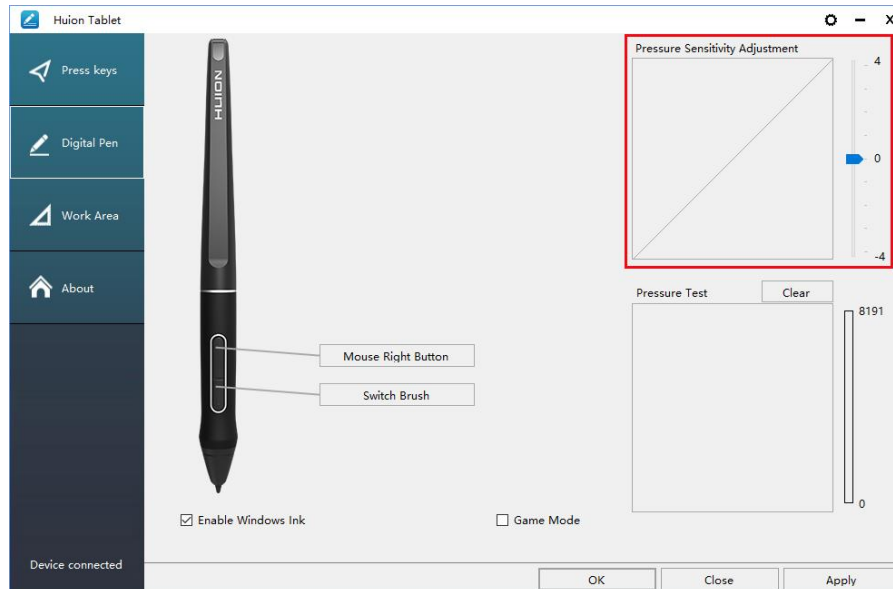 Huion Tablet
Press keys
Digital Pen
Work Area
About
Device connected
HUION
Mouse Right Button
Switch Brush
Enable Windows Ink
Game Mode
Pressure Sensitivity Adjustment
4
0
-4
Pressure Test
Clear
8191
0
OK
Close
Apply